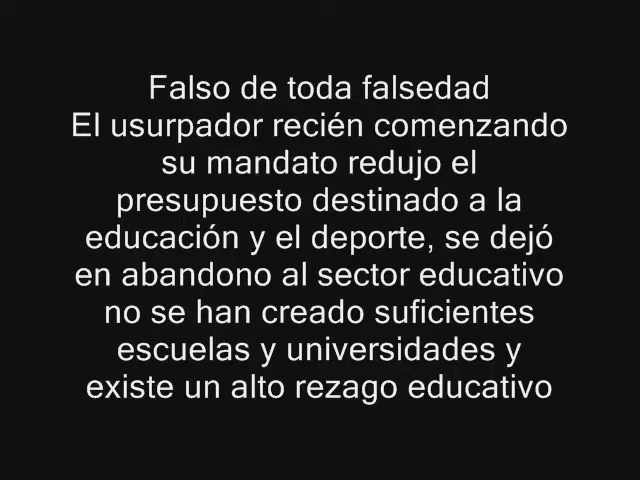 Falso de toda falsedad
El usurpador recién comenzando
su mandato redujo el
presupuesto destinado a la
educación y el deporte, se dejó
en abandono al sector educativo
no se han creado suficientes
escuelas y universidades y
existe un alto rezago educativo